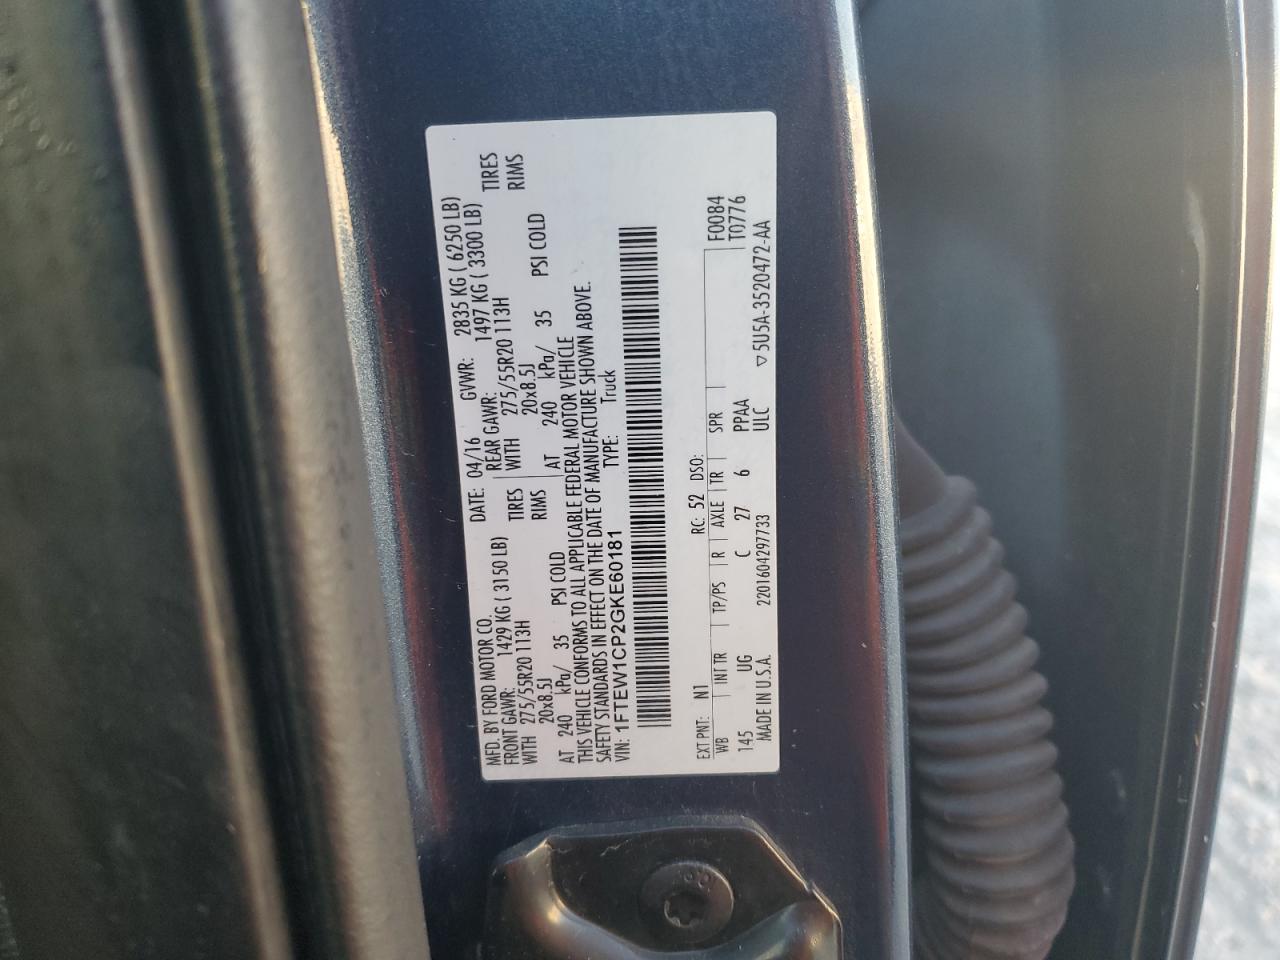 MFD. BY FORD MOTOR CO.
DATE: 04/16 GVWR: 2835 KG ( 6250 LB)
FRONT GAWR: 1429 KG ( 3150 LB)
REAR GAWR: 1497 KG ( 3300 LB)
WITH 275/55R20 113H TIRES
WITH 275/55R20 113H TIRES
20x8.5J RIMS
20x8.5J RIMS
AT 240 kPa/ 35 PSI COLD
AT 240 kPa/ 35 PSI COLD
THIS VEHICLE CONFORMS TO ALL APPLICABLE FEDERAL MOTOR VEHICLE
SAFETY STANDARDS IN EFFECT ON THE DATE OF MANUFACTURE SHOWN ABOVE.
VIN: 1FTEW1CP2GKE60181 TYPE: Truck
EXT PNT: N1 RC: 52 DSO: F0084
WB INT TR TP/PS R AXLE TR SPR T0776
145 UG C 27 6 PPAA
MADE IN U.S.A. 2201604297733 ULC ▽ 5U5A-3520472-AA